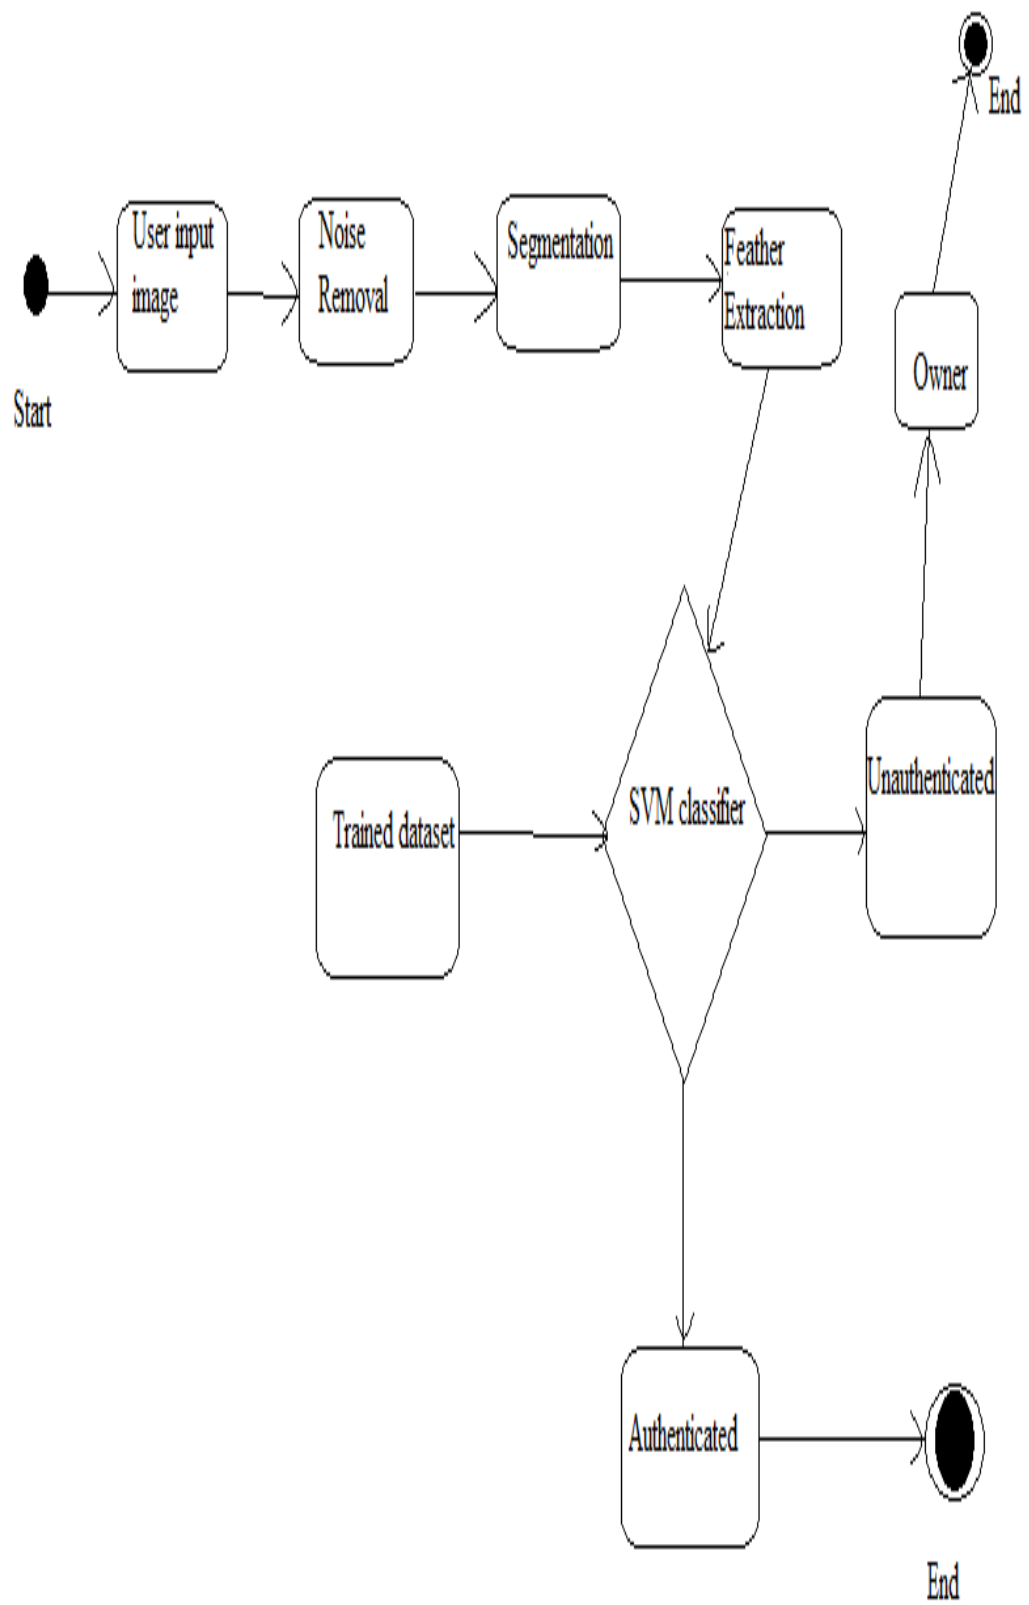 End
User input
image
Noise
Removal
Segmentation
Feather
Extraction
Owner
Start
Unauthenticated
Trained dataset
SVM classifier
Authenticated
End